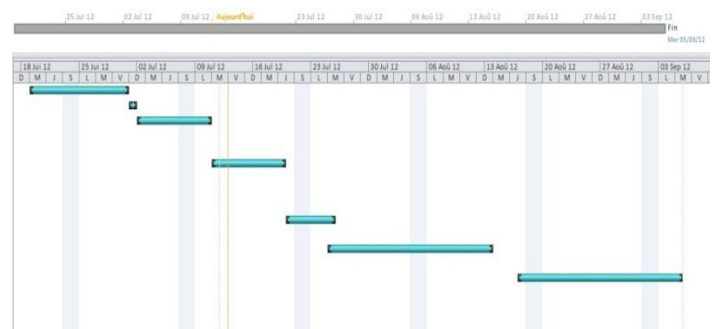 25 Jul 12 02 Jul 12 09 Jul 12 Aujourd'hui 23 Jul 12 30 Jul 12 06 Aoû 12 13 Aoû 12 20 Aoû 12 27 Aoû 12 03 Sep 12
Fin
Mer 05/09/12
18 Jul 12 25 Jul 12 02 Jul 12 09 Jul 12 16 Jul 12 23 Jul 12 30 Jul 12 06 Aoû 12 13 Aoû 12 20 Aoû 12 27 Aoû 12 03 Sep 12
D M J S L M V D M J S L M V D M J S L M V D M J S L M V D M J S L M V D M J S L M